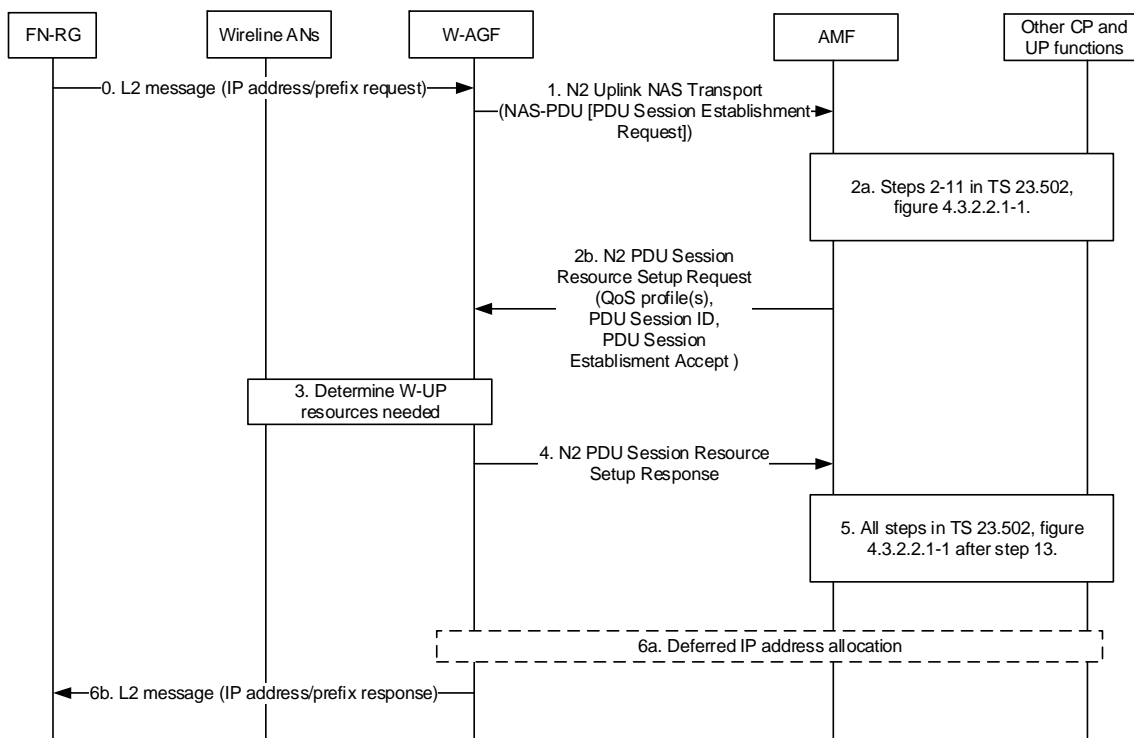 FN-RG
Wireline ANs
W-AGF
AMF
Other CP and
UP functions
0. L2 message (IP address/prefix request)
1. N2 Uplink NAS Transport
(NAS-PDU [PDU Session Establishment
Request])
2a. Steps 2-11 in TS 23.502,
figure 4.3.2.2.1-1.
2b. N2 PDU Session
Resource Setup Request
(QoS profile(s),
PDU Session ID,
PDU Session
Establisment Accept )
3. Determine W-UP
resources needed
4. N2 PDU Session Resource
Setup Response
5. All steps in TS 23.502, figure
4.3.2.2.1-1 after step 13.
6a. Deferred IP address allocation
6b. L2 message (IP address/prefix response)